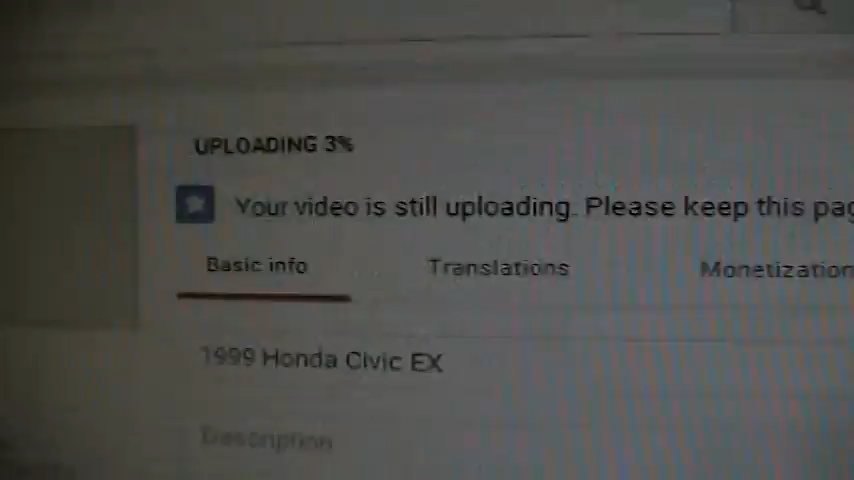 UPLOADING 3%
Your video is still uploading. Please keep this pag
Basic info Translations Monetization
1999 Honda Civic EX
Description